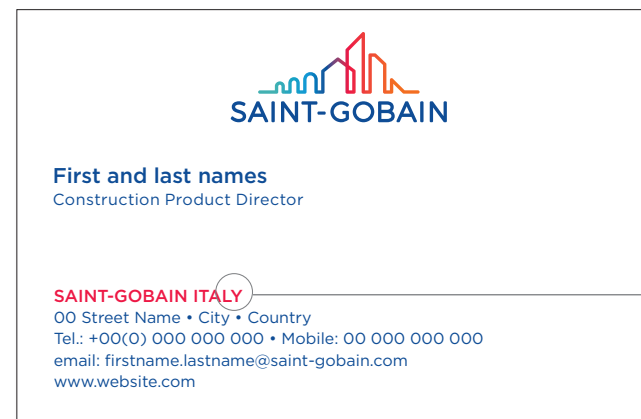 SAINT-GOBAIN
First and last names
Construction Product Director
SAINT-GOBAIN ITALY
00 Street Name • City • Country
Tel.: +00(0) 000 000 000 • Mobile: 00 000 000 000
email: firstname.lastname@saint-gobain.com
www.website.com